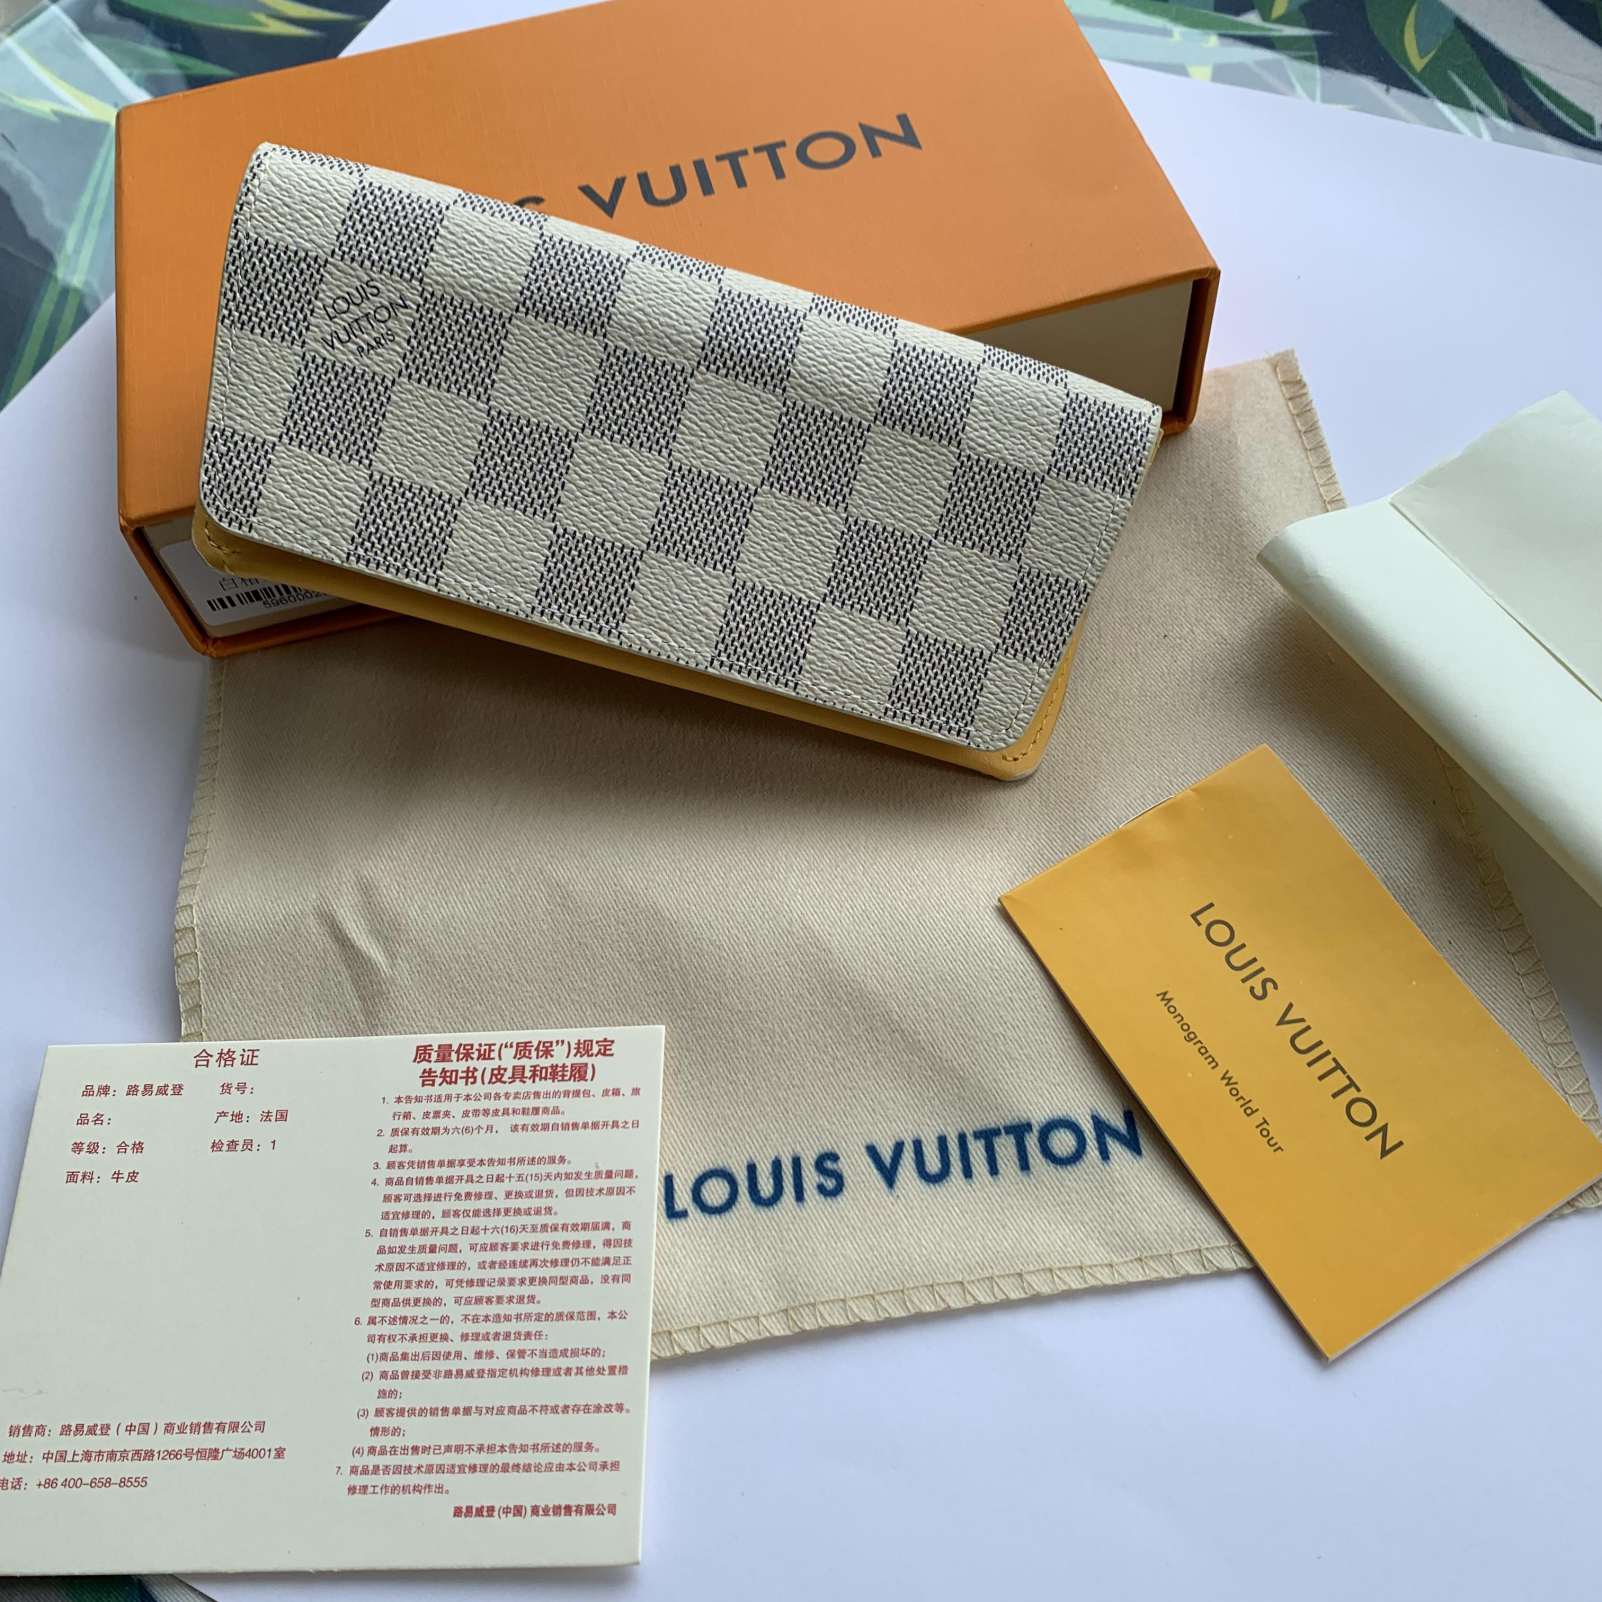 VUITTON
LOUIS
VUITTON
PARIS
LOUIS VUITTON
Monogram World Tour
LOUIS VUITTON
合格证
品牌：路易威登 货号：
品名： 产地：法国
等级：合格 检查员：1
面料：牛皮
销售商：路易威登（中国）商业销售有限公司
地址：中国上海市南京西路1266号恒隆广场4001室
电话：+86 400-658-8555
质量保证(“质保”)规定
告知书(皮具和鞋履)
1. 本告知书适用于本公司各专卖店售出的背提包、皮箱、旅
行箱、皮票夹、皮带等皮具和鞋履商品。
2. 质保有效期为六(6)个月， 该有效期自销售单据开具之日
起算。
3. 顾客凭销售单据享受本告知书所述的服务。
4. 商品自销售单据开具之日起十五(15)天内如发生质量问题，
顾客可选择进行免费修理、更换或退货，但因技术原因不
适宜修理的，顾客仅能选择更换或退货。
5. 自销售单据开具之日起十六(16)天至质保有效期届满，商
品如发生质量问题，可应顾客要求进行免费修理，得因技
术原因不适宜修理的，或者经连续再次修理仍不能满足正
常使用要求的，可凭修理记录要求更换同型商品，没有同
型商品供更换的，可应顾客要求退货。
6. 属不述情况之一的，不在本造知书所定的质保范围，本公
司有权不承担更换、修理或者退货责任：
(1)商品集出后因使用、维修、保管不当造成损坏的；
(2) 商品曾接受非路易威登指定机构修理或者其他处置措
施的；
(3) 顾客提供的销售单据与对应商品不符或者存在涂改等。
情形的；
(4) 商品在出售时已声明不承担本告知书所述的服务。
7. 商品是否因技术原因适宜修理的最终结论应由本公司承担
修理工作的机构作出。
路易威登(中国) 商业销售有限公司